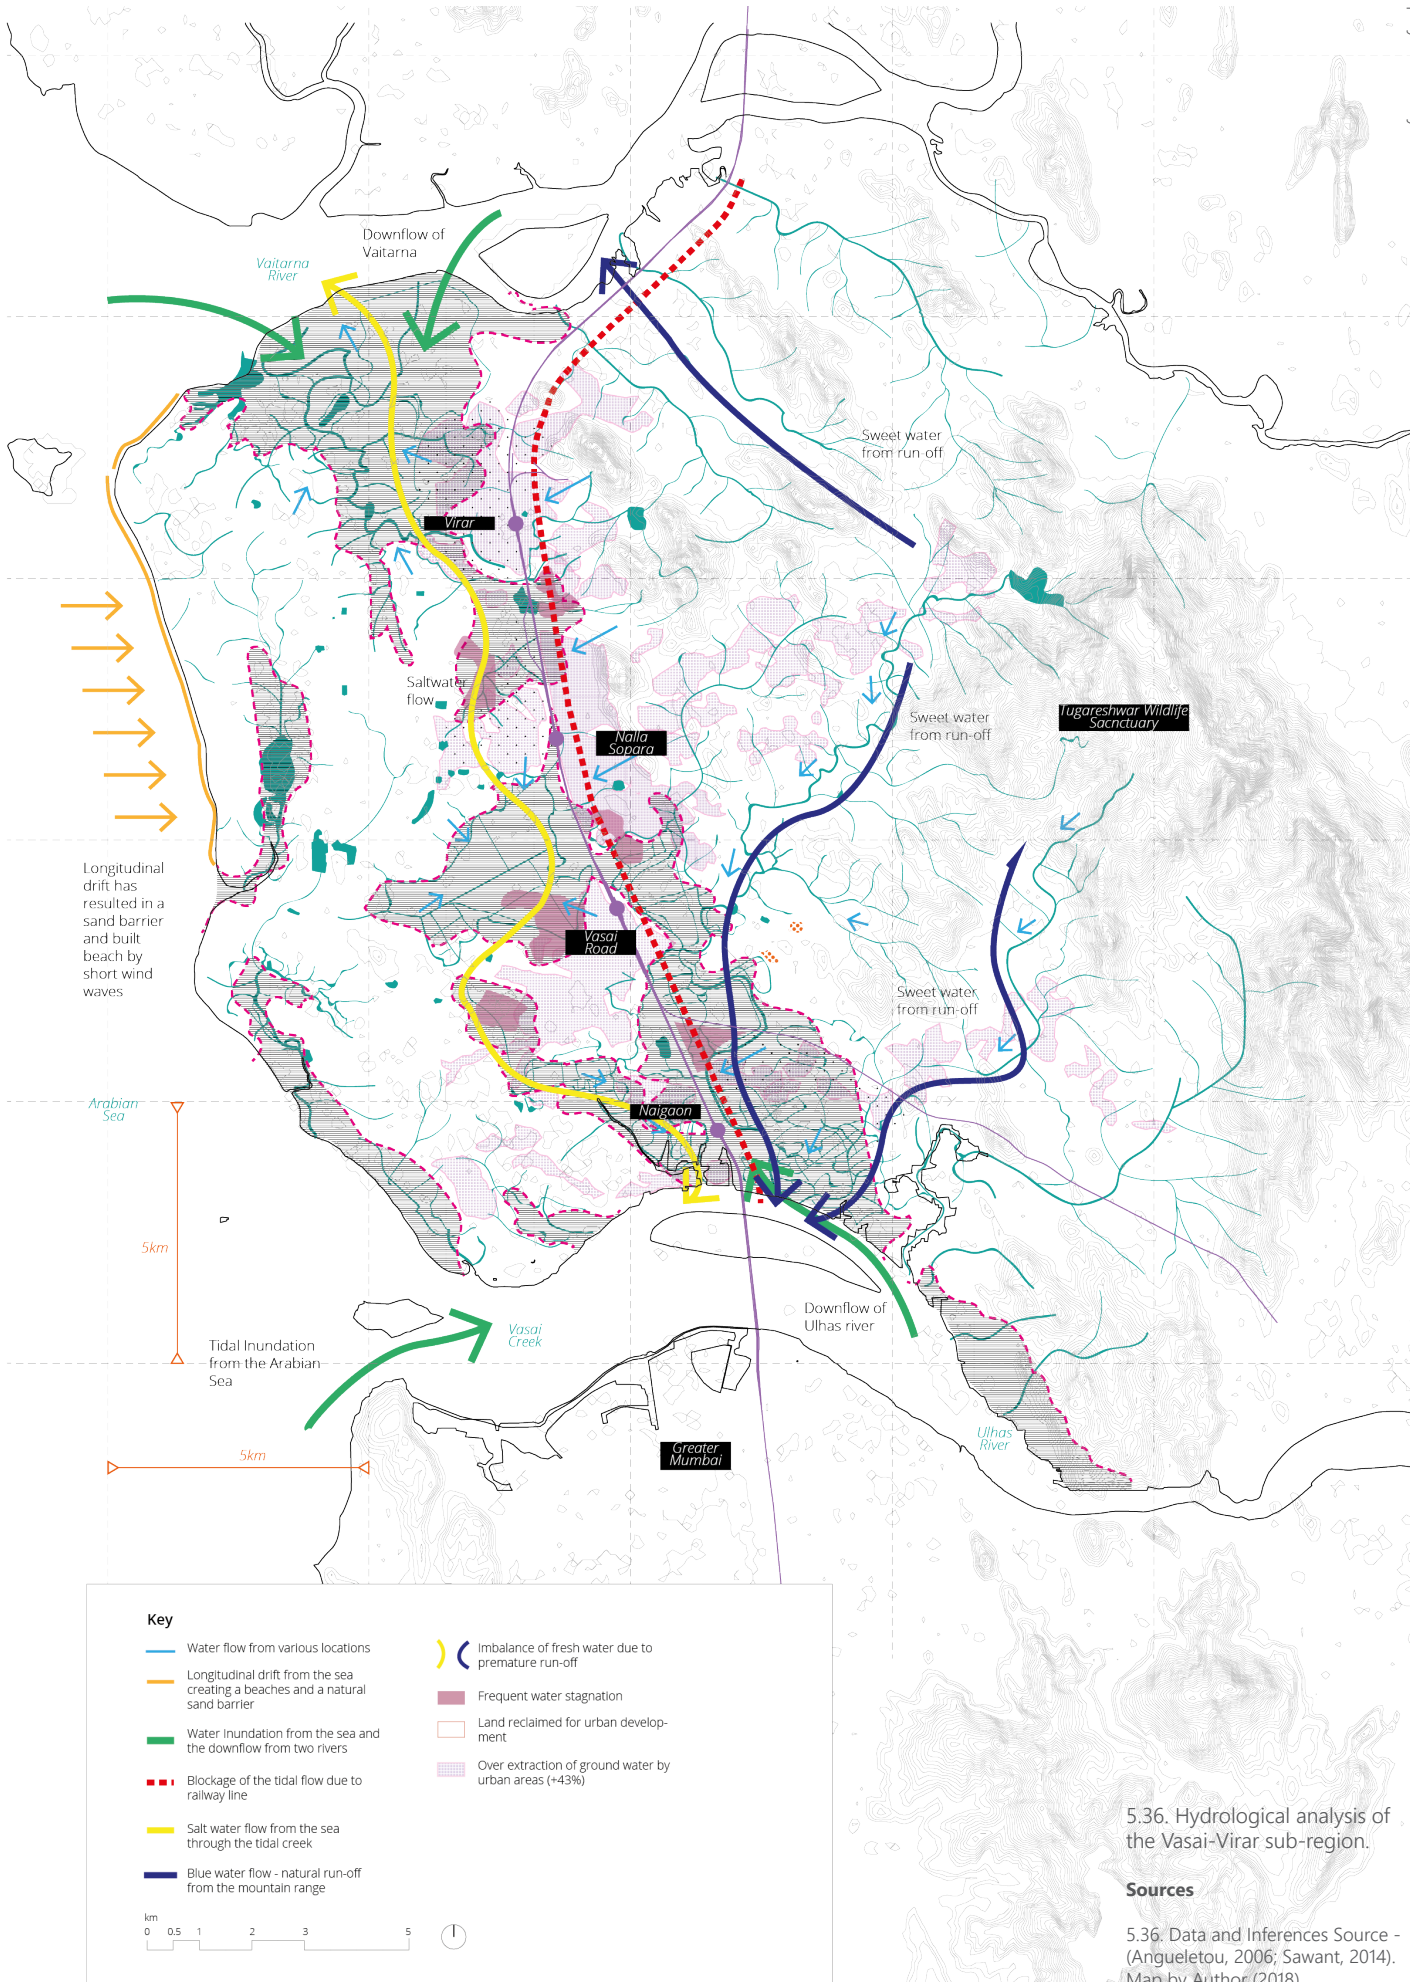 Downflow of
Vaitarna
Vaitarna
River
Sweet water
from run-off
Virar
Saltwater
flow
Nalla
Sopara
Sweet water
from run-off
Tugareshwar Wildlife
Sacnctuary
Longitudinal
drift has
resulted in a
sand barrier
and built
beach by
short wind
waves
Vasai
Road
Sweet water
from run-off
Arabian
Sea
Naigaon
5km
Downflow of
Ulhas river
Vasai
Creek
Tidal Inundation
from the Arabian
Sea
Ulhas
River
5km
Greater
Mumbai
Key
Water flow from various locations
Longitudinal drift from the sea
creating a beaches and a natural
sand barrier
Water Inundation from the sea and
the downflow from two rivers
Blockage of the tidal flow due to
railway line
Salt water flow from the sea
through the tidal creek
Blue water flow - natural run-off
from the mountain range
Imbalance of fresh water due to
premature run-off
Frequent water stagnation
Land reclaimed for urban develop-
ment
Over extraction of ground water by
urban areas (+43%)
km
0 0.5 1 2 3 5
5.36. Hydrological analysis of
the Vasai-Virar sub-region.
Sources
5.36. Data and Inferences Source -
(Angueletou, 2006; Sawant, 2014).
Map by Author (2018)